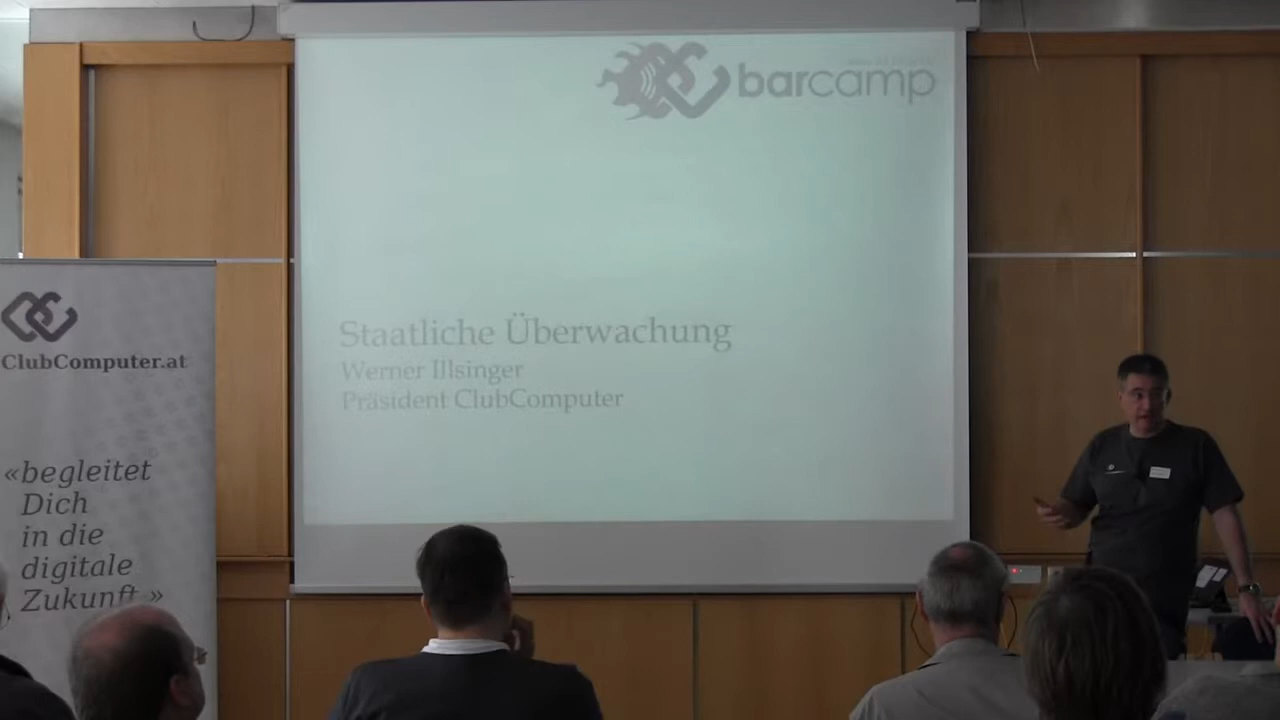 barcamp
Staatliche Überwachung
Werner Illsinger
Präsident ClubComputer
ClubComputer.at
«begleitet
Dich
in die
digitale
Zukunft.»